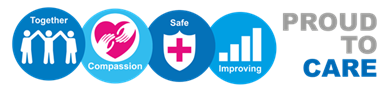 Together
Compassion
Safe
Improving
PROUD
TO
CARE